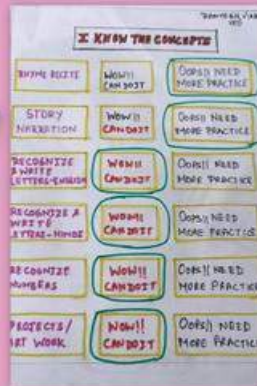 I KNOW THE CONCEPTS
RHYME RECITE
WOW!!
CAN DO IT
OOPS!! NEED
MORE PRACTICE
STORY
NARRATION
WOW!!
CAN DO IT
OOPS!! NEED
MORE PRACTICE
RECOGNIZE
& WRITE
LETTERS-ENGLISH
WOW!!
CAN DO IT
OOPS!! NEED
MORE PRACTICE
RECOGNIZE &
WRITE
LETTERS-HINDI
WOW!!
CAN DO IT
OOPS!! NEED
MORE PRACTICE
RECOGNIZE
NUMBERS
WOW!!
CAN DO IT
OOPS!! NEED
MORE PRACTICE
PROJECTS/
ART WORK
WOW!!
CAN DO IT
OOPS!! NEED
MORE PRACTICE